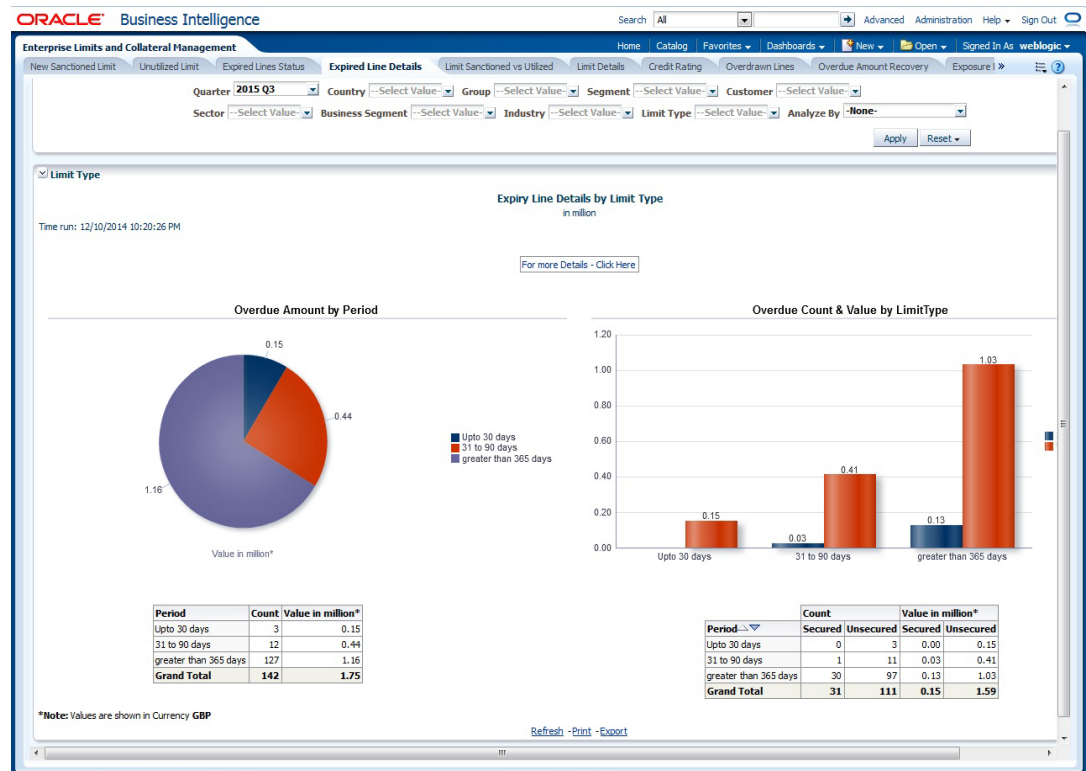 ORACLE Business Intelligence
Search All Advanced Administration Help Sign Out
Enterprise Limits and Collateral Management
Home Catalog Favorites Dashboards New Open Signed In As weblogic
New Sanctioned Limit Unutilized Limit Expired Lines Status Expired Line Details Limit Sanctioned vs Utilized Limit Details Credit Rating Overdrawn Lines Overdue Amount Recovery Exposure »
Quarter 2015 Q3 Country --Select Value- Group --Select Value- Segment --Select Value- Customer --Select Value-
Sector --Select Value- Business Segment --Select Value- Industry --Select Value- Limit Type --Select Value- Analyze By -None-
Apply Reset
Limit Type
Expiry Line Details by Limit Type
in million
Time run: 12/10/2014 10:20:26 PM
For more Details - Click Here
Overdue Amount by Period
0.15
0.44
1.16
Upto 30 days
31 to 90 days
greater than 365 days
Value in million*
Overdue Count & Value by LimitType
1.20
1.00
0.80
0.60
0.40
0.20
0.00
0.15
0.03
0.41
0.13
1.03
Upto 30 days 31 to 90 days greater than 365 days
Period Count Value in million*
Upto 30 days 3 0.15
31 to 90 days 12 0.44
greater than 365 days 127 1.16
Grand Total 142 1.75
Count Value in million*
Period Secured Unsecured Secured Unsecured
Upto 30 days 0 3 0.00 0.15
31 to 90 days 1 11 0.03 0.41
greater than 365 days 30 97 0.13 1.03
Grand Total 31 111 0.15 1.59
*Note: Values are shown in Currency GBP
Refresh - Print - Export